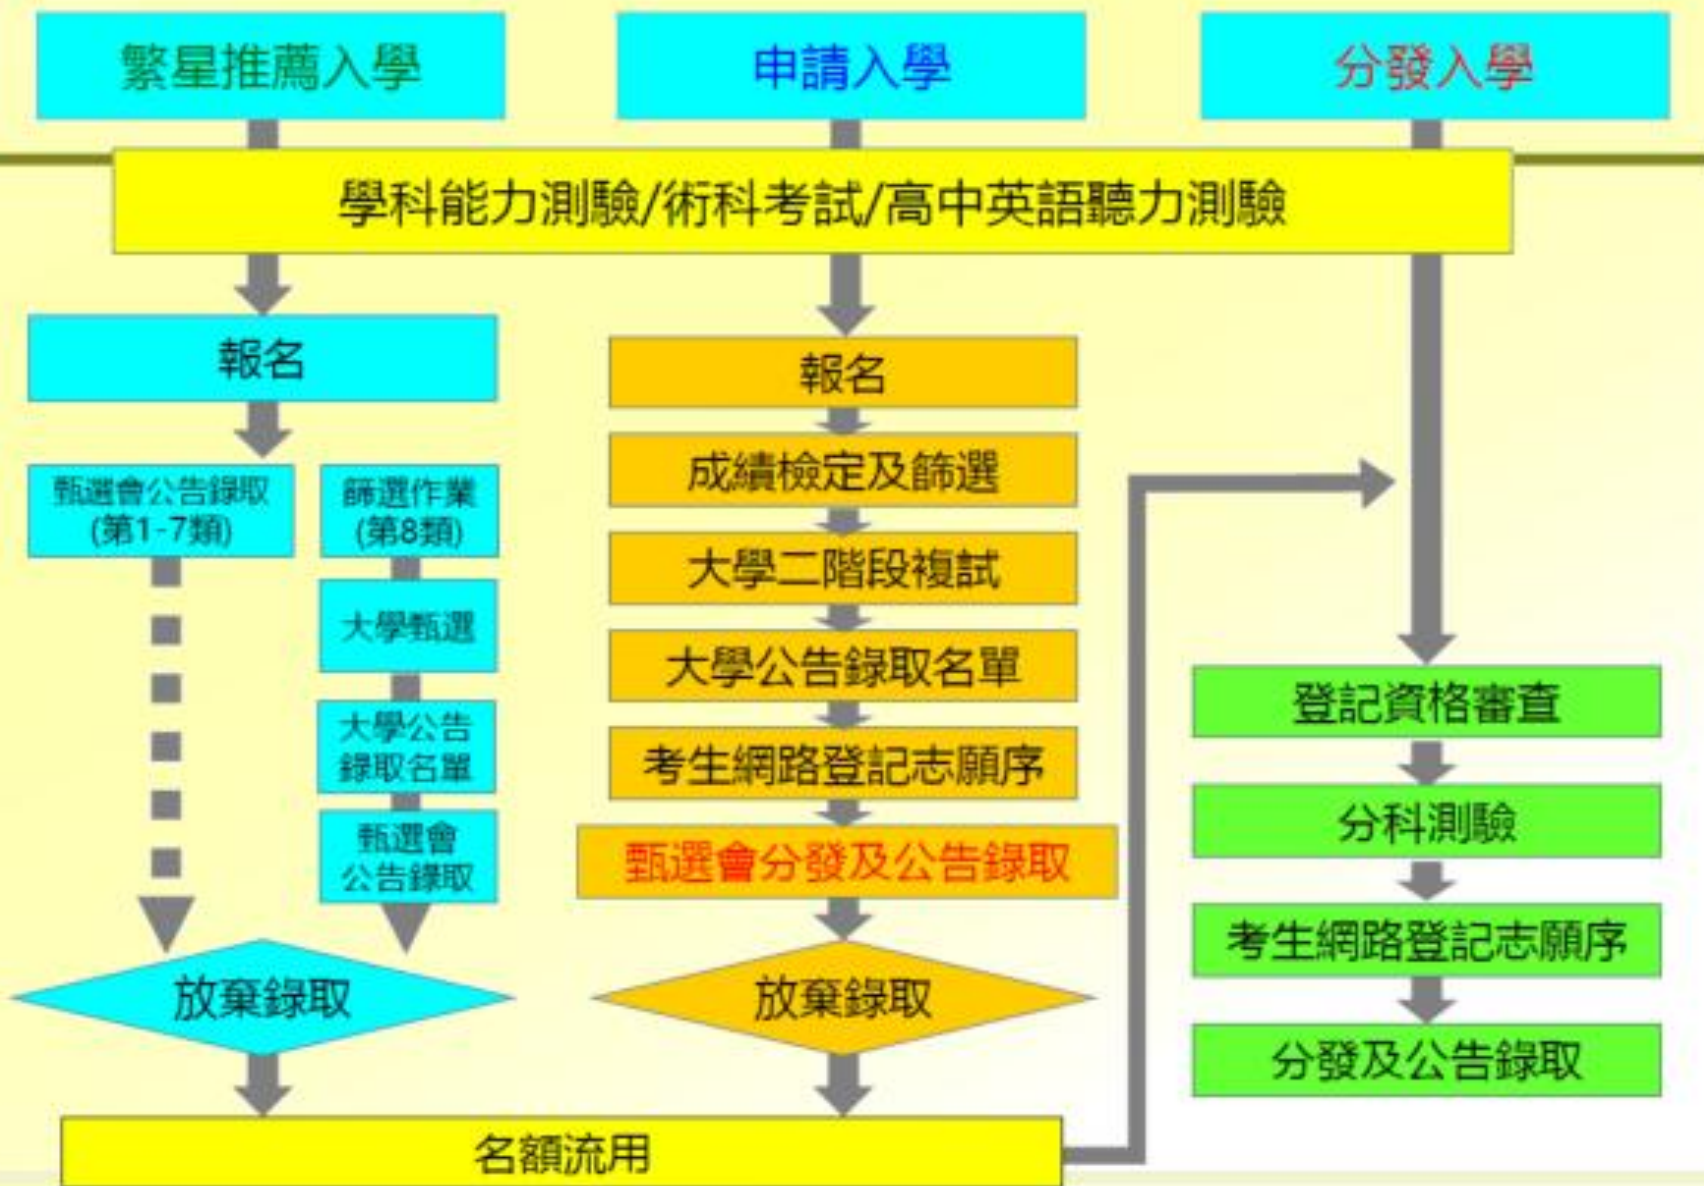 繁星推薦入學
申請入學
分發入學
學科能力測驗/術科考試/高中英語聽力測驗
報名
甄選會公告錄取
(第1-7類)
篩選作業
(第8類)
大學甄選
大學公告
錄取名單
甄選會
公告錄取
放棄錄取
報名
成績檢定及篩選
大學二階段複試
大學公告錄取名單
考生網路登記志願序
甄選會分發及公告錄取
放棄錄取
名額流用
登記資格審查
分科測驗
考生網路登記志願序
分發及公告錄取